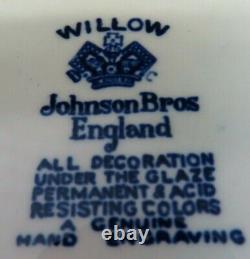 WILLOW
D C
Johnson Bros
England
ALL DECORATION
UNDER THE GLAZE
PERMANENT & ACID
RESISTING COLORS
A GENUINE
HAND ENGRAVING